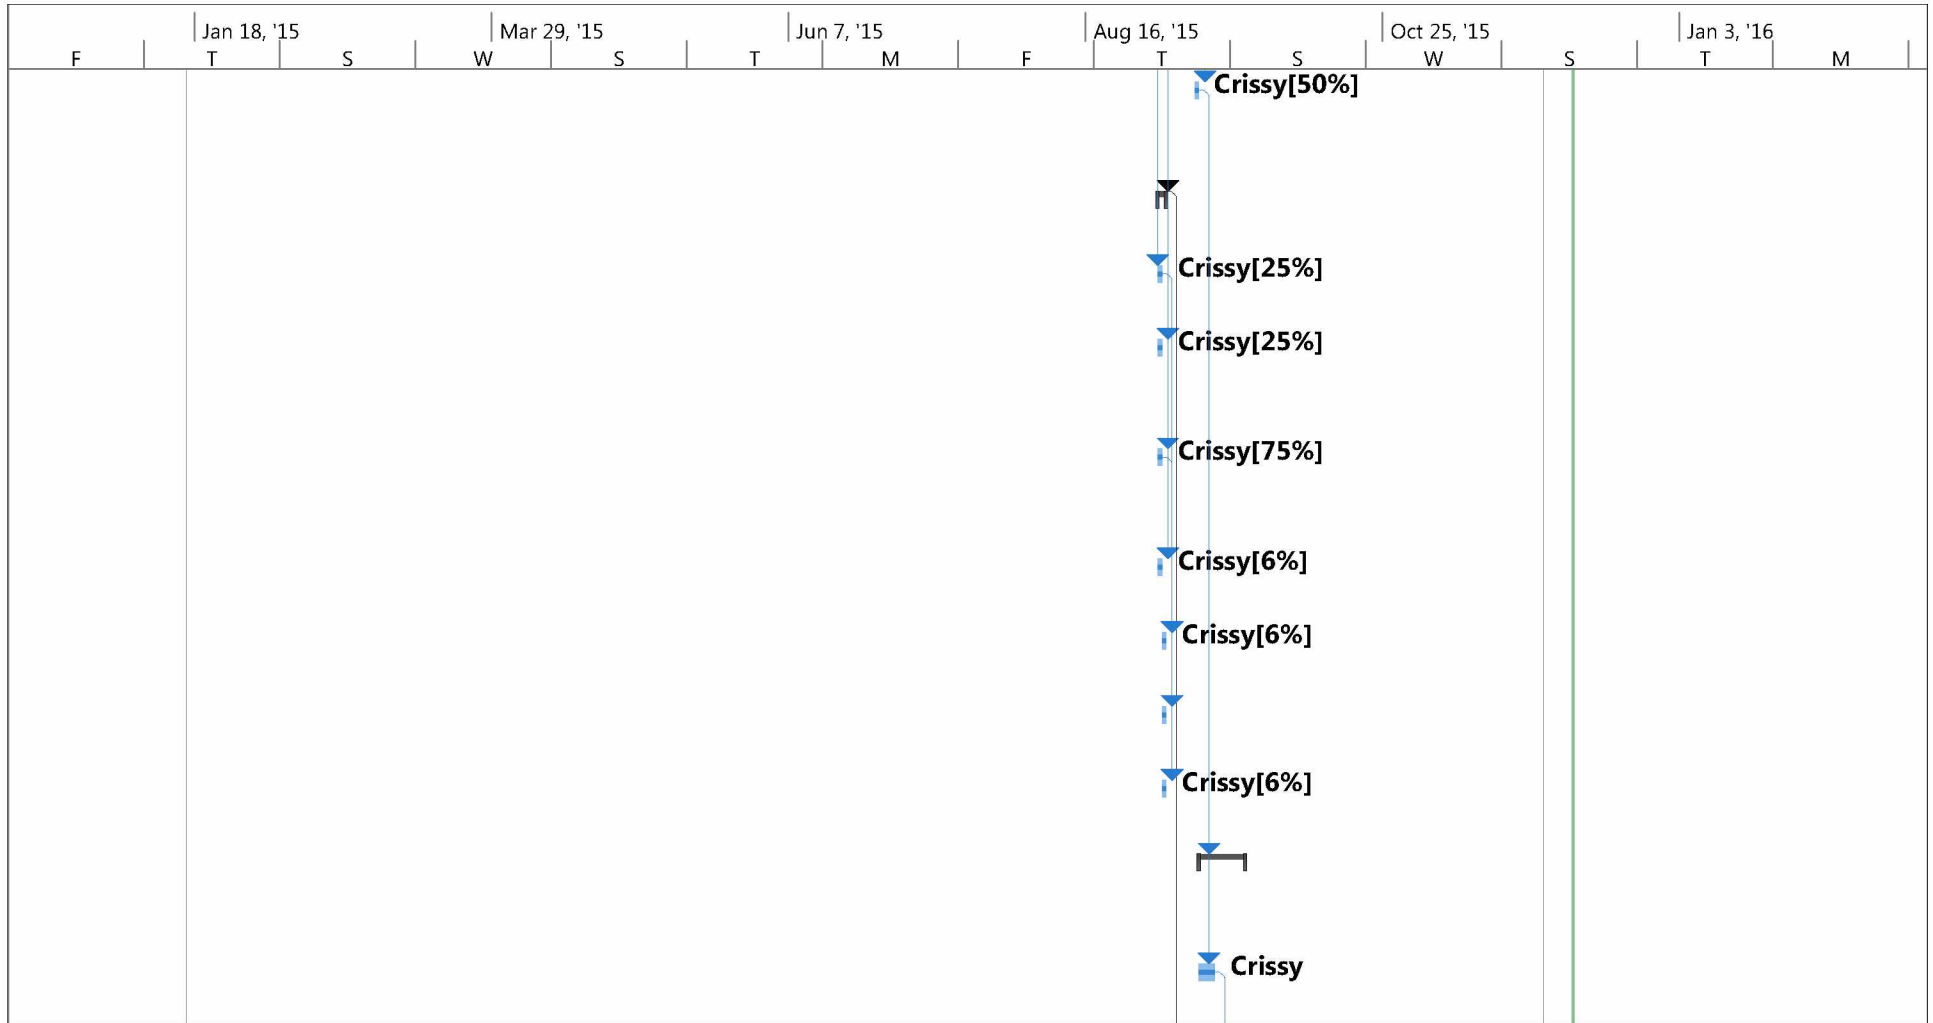 Jan 18, '15 Mar 29, '15 Jun 7, '15 Aug 16, '15 Oct 25, '15 Jan 3, '16
F T S W S T M F T S W S T M
Crissy[50%]
Crissy[25%]
Crissy[25%]
Crissy[75%]
Crissy[6%]
Crissy[6%]
Crissy[6%]
Crissy